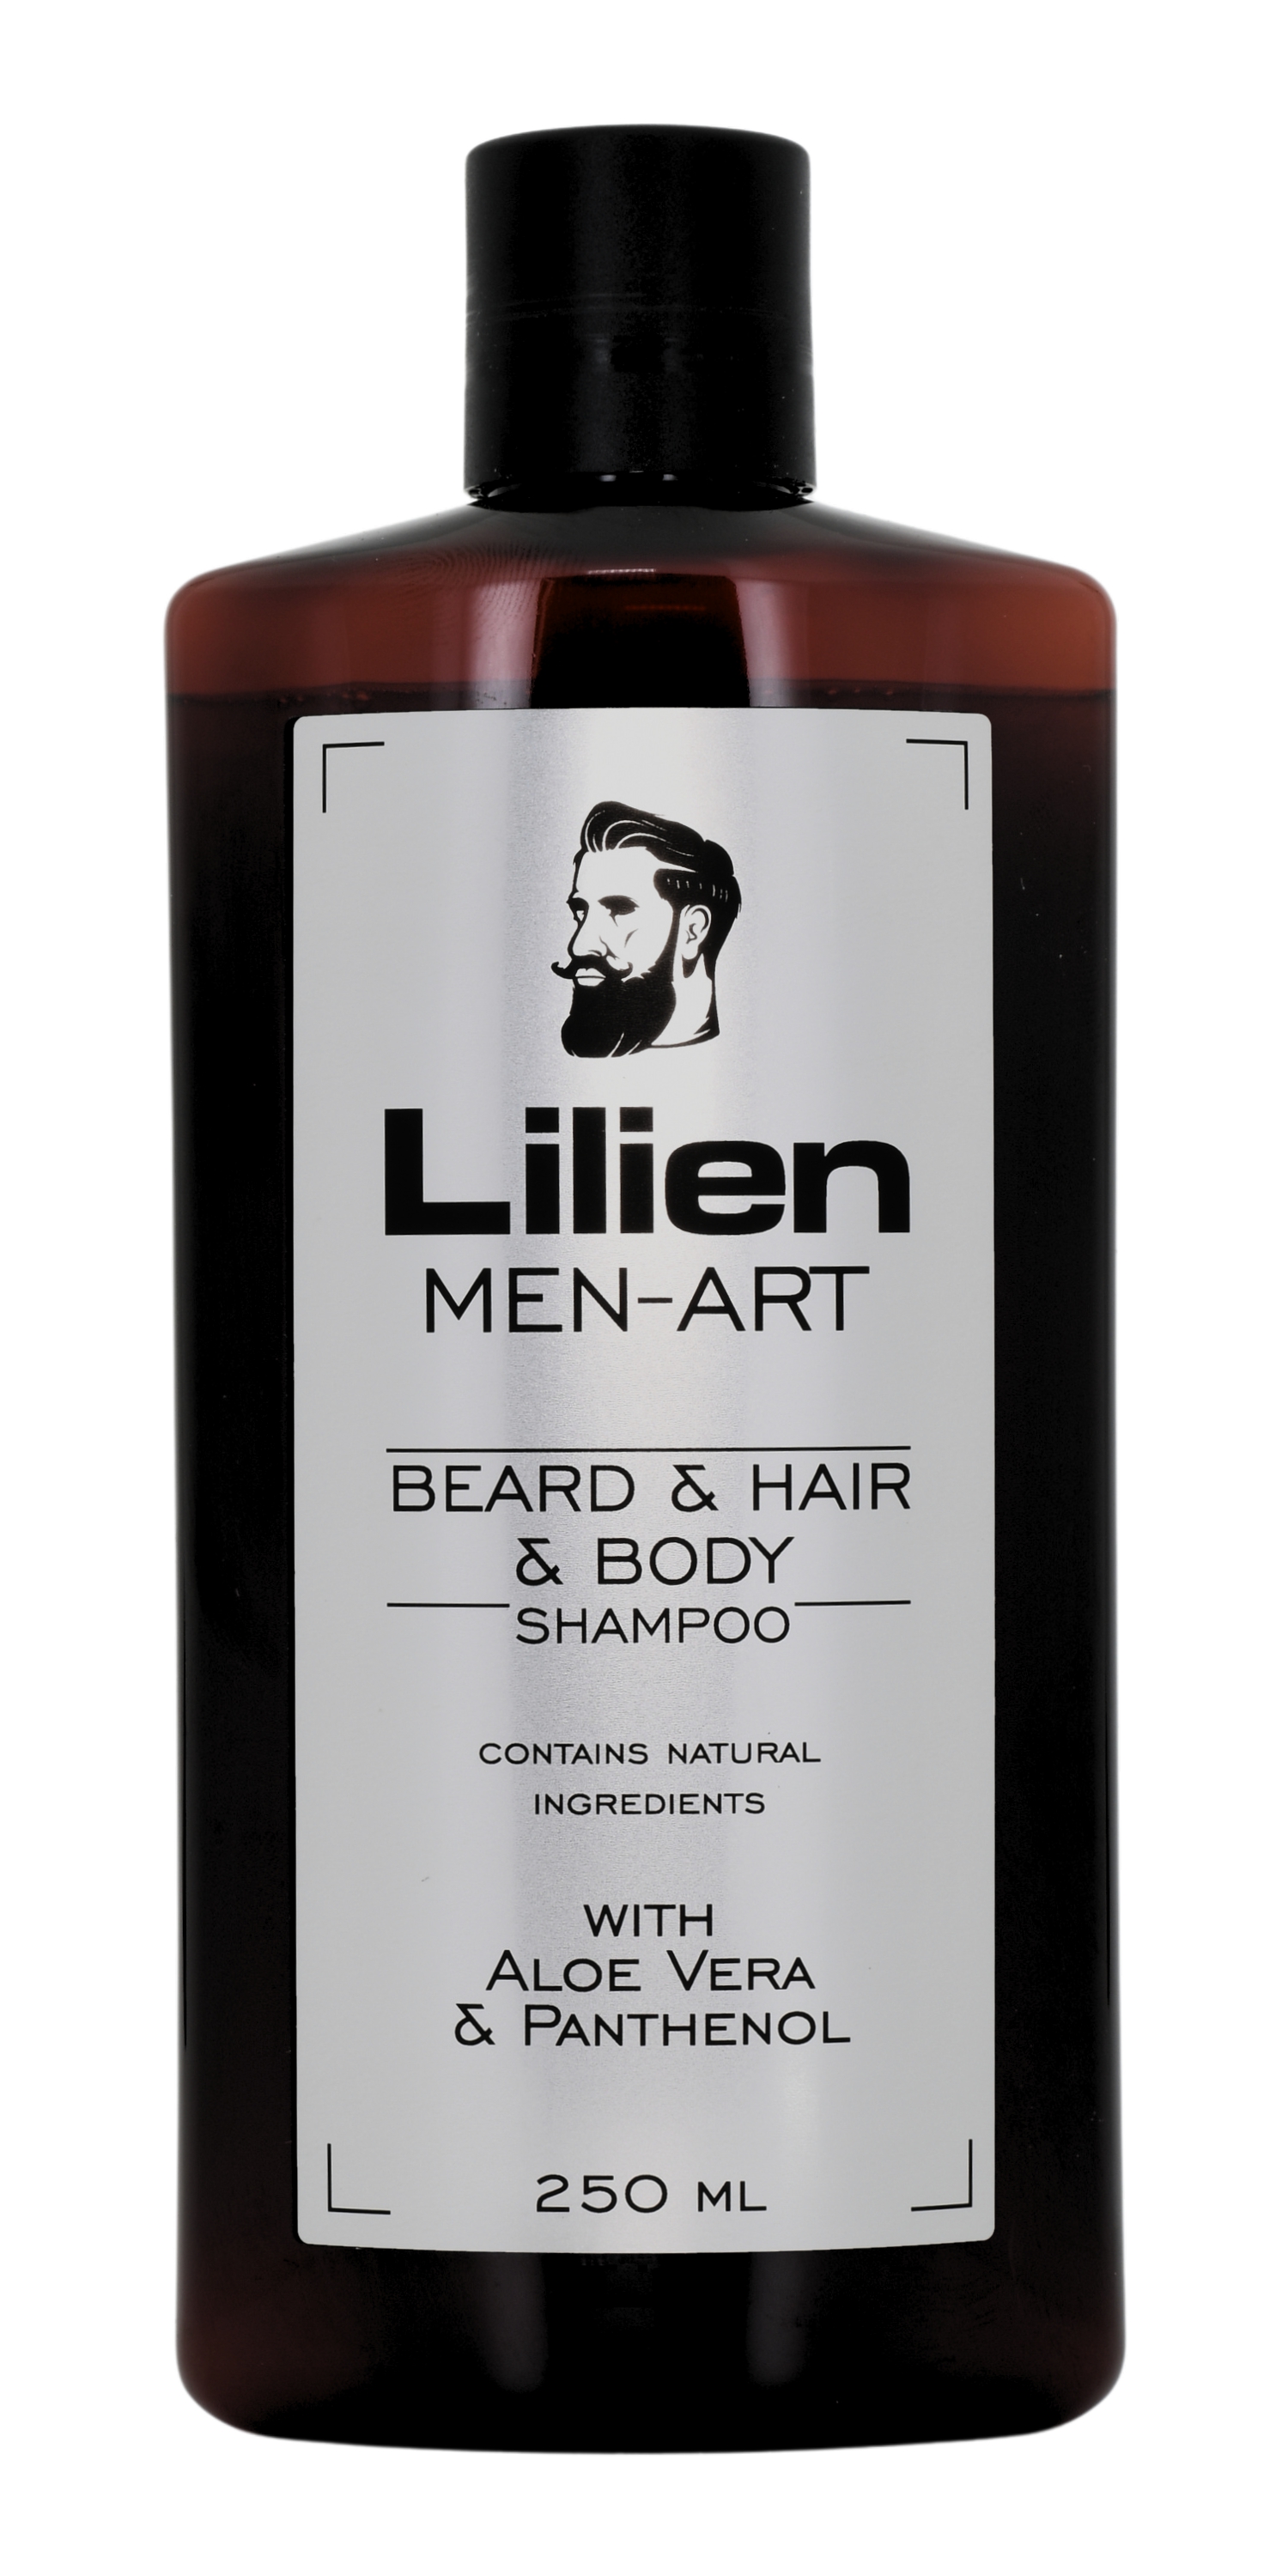 Lilien
MEN-ART
BEARD & HAIR
& BODY
SHAMPOO
CONTAINS NATURAL
INGREDIENTS
WITH
ALOE VERA
& PANTHENOL
250 ML